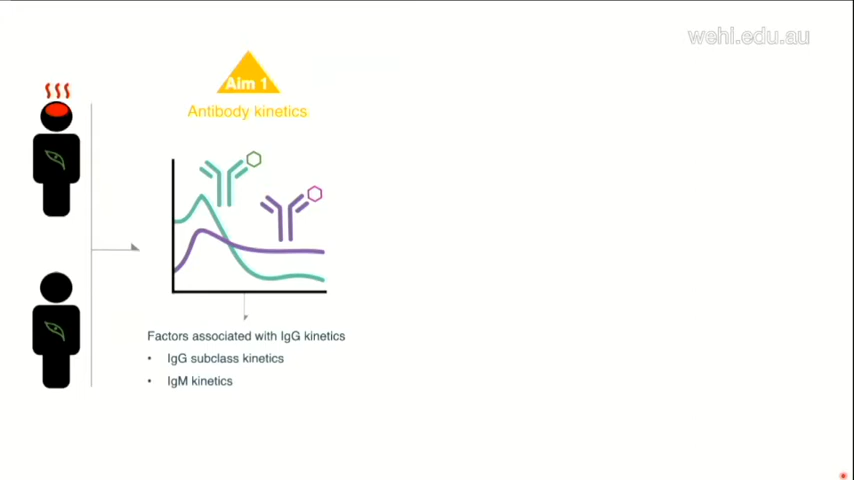 wehi.edu.au
Aim 1
Antibody kinetics
Factors associated with IgG kinetics
• IgG subclass kinetics
• IgM kinetics